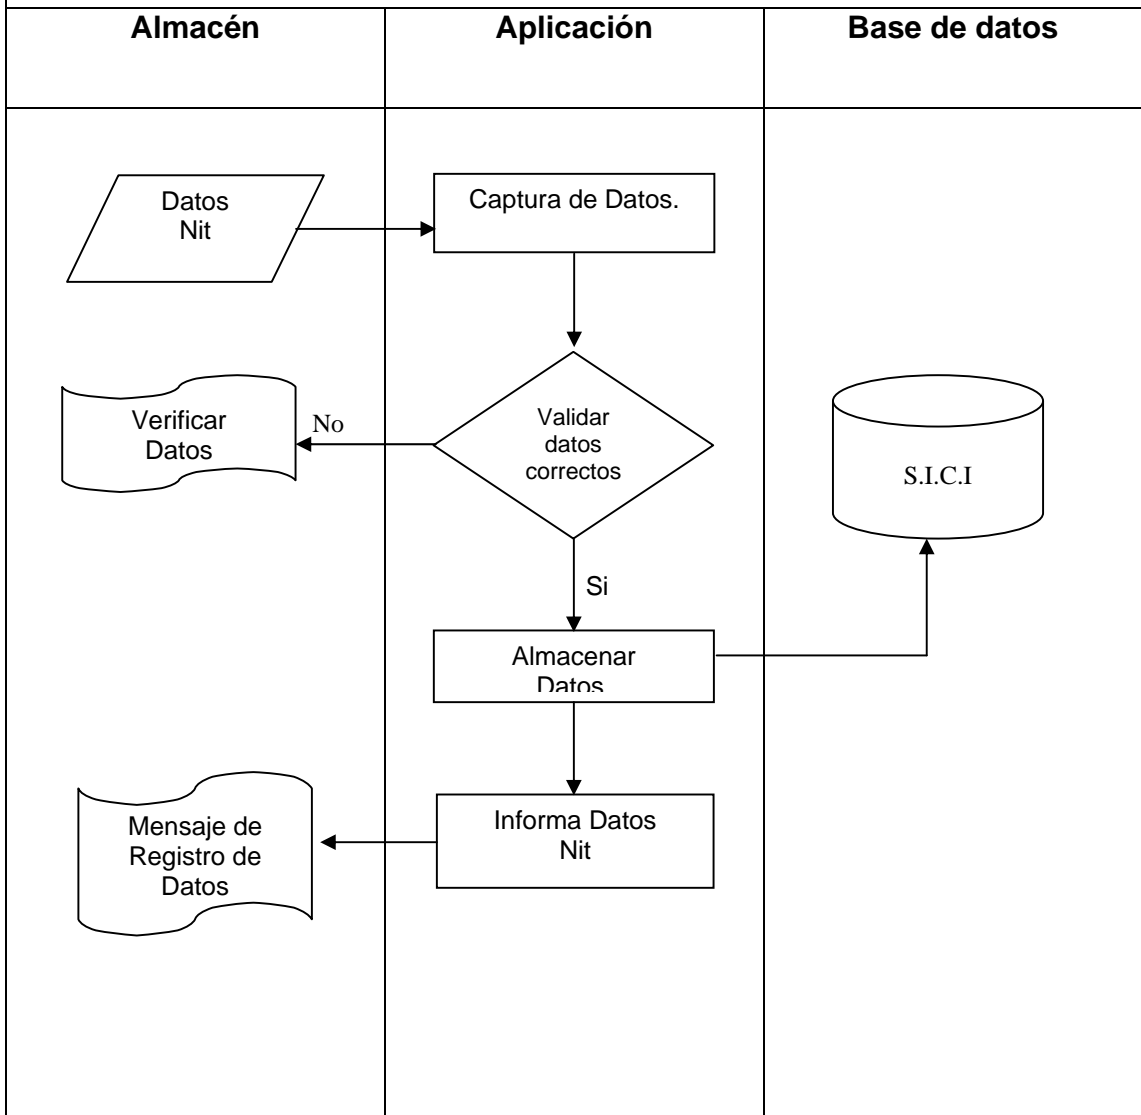 Almacén
Aplicación
Base de datos
Datos
Nit
Captura de Datos.
Verificar
Datos
No
Validar
datos
correctos
S.I.C.I
Si
Almacenar
Datos
Mensaje de
Registro de
Datos
Informa Datos
Nit